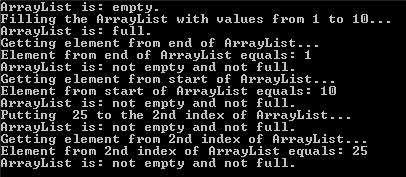 ArrayList is: empty.
Filling the ArrayList with values from 1 to 10...
ArrayList is: full.
Getting element from end of ArrayList...
Element from end of ArrayList equals: 1
ArrayList is: not empty and not full.
Getting element from start of ArrayList...
Element from start of ArrayList equals: 10
ArrayList is: not empty and not full.
Putting  25 to the 2nd index of ArrayList...
ArrayList is: not empty and not full.
Getting element from 2nd index of ArrayList...
Element from 2nd index of ArrayList equals: 25
ArrayList is: not empty and not full.